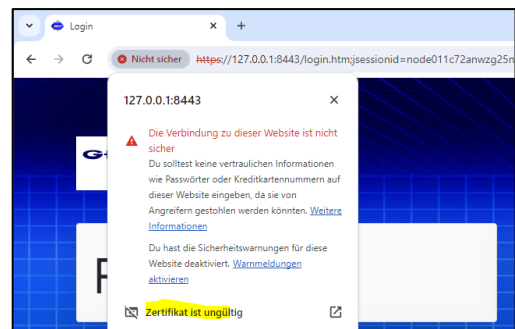 Login
Nicht sicher https://127.0.0.1:8443/login.htm;jsessionid=node011c72anwzg25n
127.0.0.1:8443
Die Verbindung zu dieser Website ist nicht
sicher
Du solltest keine vertraulichen Informationen
wie Passwörter oder Kreditkartennummern auf
dieser Website eingeben, da sie von
Angreifern gestohlen werden könnten. Weitere
Informationen
Du hast die Sicherheitswarnungen für diese
Website deaktiviert. Warnmeldungen
aktivieren
Zertifikat ist ungültig